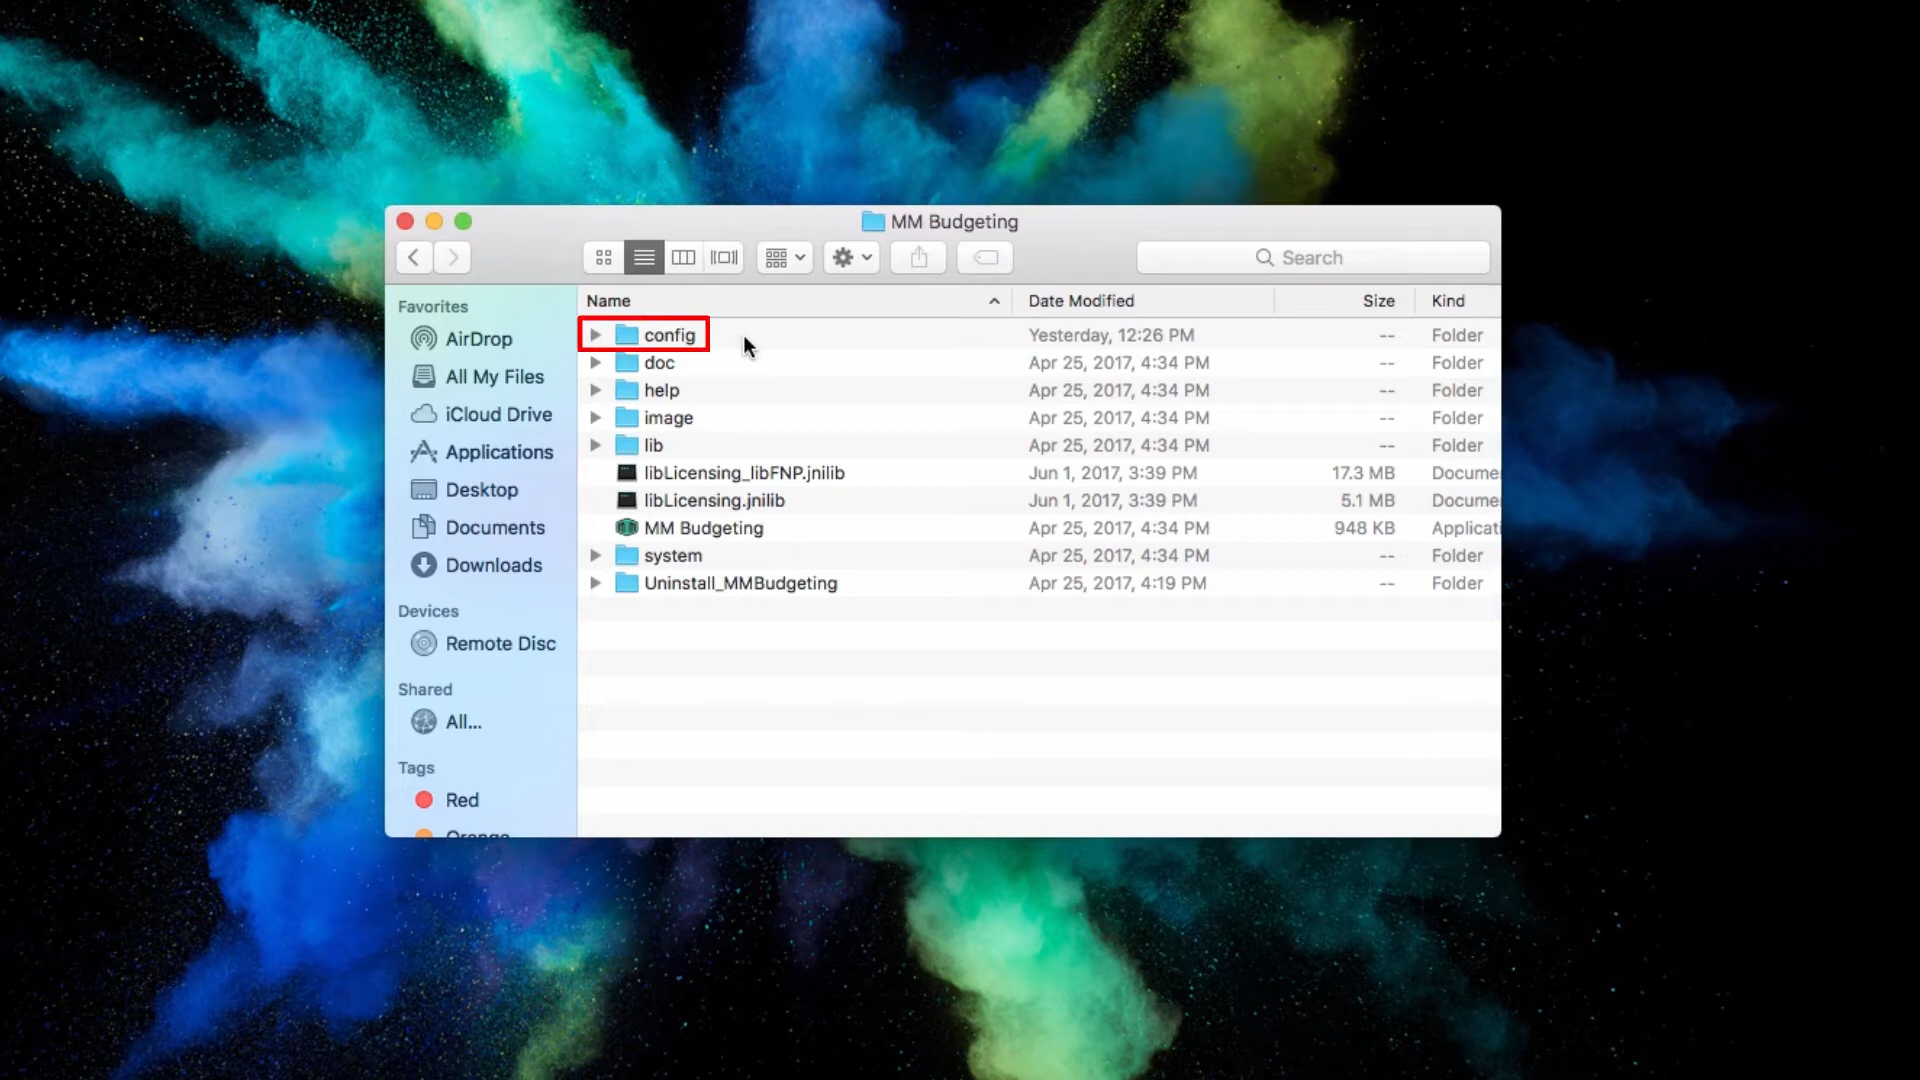 MM Budgeting
Search
Favorites
AirDrop
All My Files
iCloud Drive
Applications
Desktop
Documents
Downloads
Devices
Remote Disc
Shared
All...
Tags
Red
Orange
Name Date Modified Size Kind
config Yesterday, 12:26 PM -- Folder
doc Apr 25, 2017, 4:34 PM -- Folder
help Apr 25, 2017, 4:34 PM -- Folder
image Apr 25, 2017, 4:34 PM -- Folder
lib Apr 25, 2017, 4:34 PM -- Folder
libLicensing_libFNP.jnilib Jun 1, 2017, 3:39 PM 17.3 MB Docume
libLicensing.jnilib Jun 1, 2017, 3:39 PM 5.1 MB Docume
MM Budgeting Apr 25, 2017, 4:34 PM 948 KB Applicati
system Apr 25, 2017, 4:34 PM -- Folder
Uninstall_MMBudgeting Apr 25, 2017, 4:19 PM -- Folder